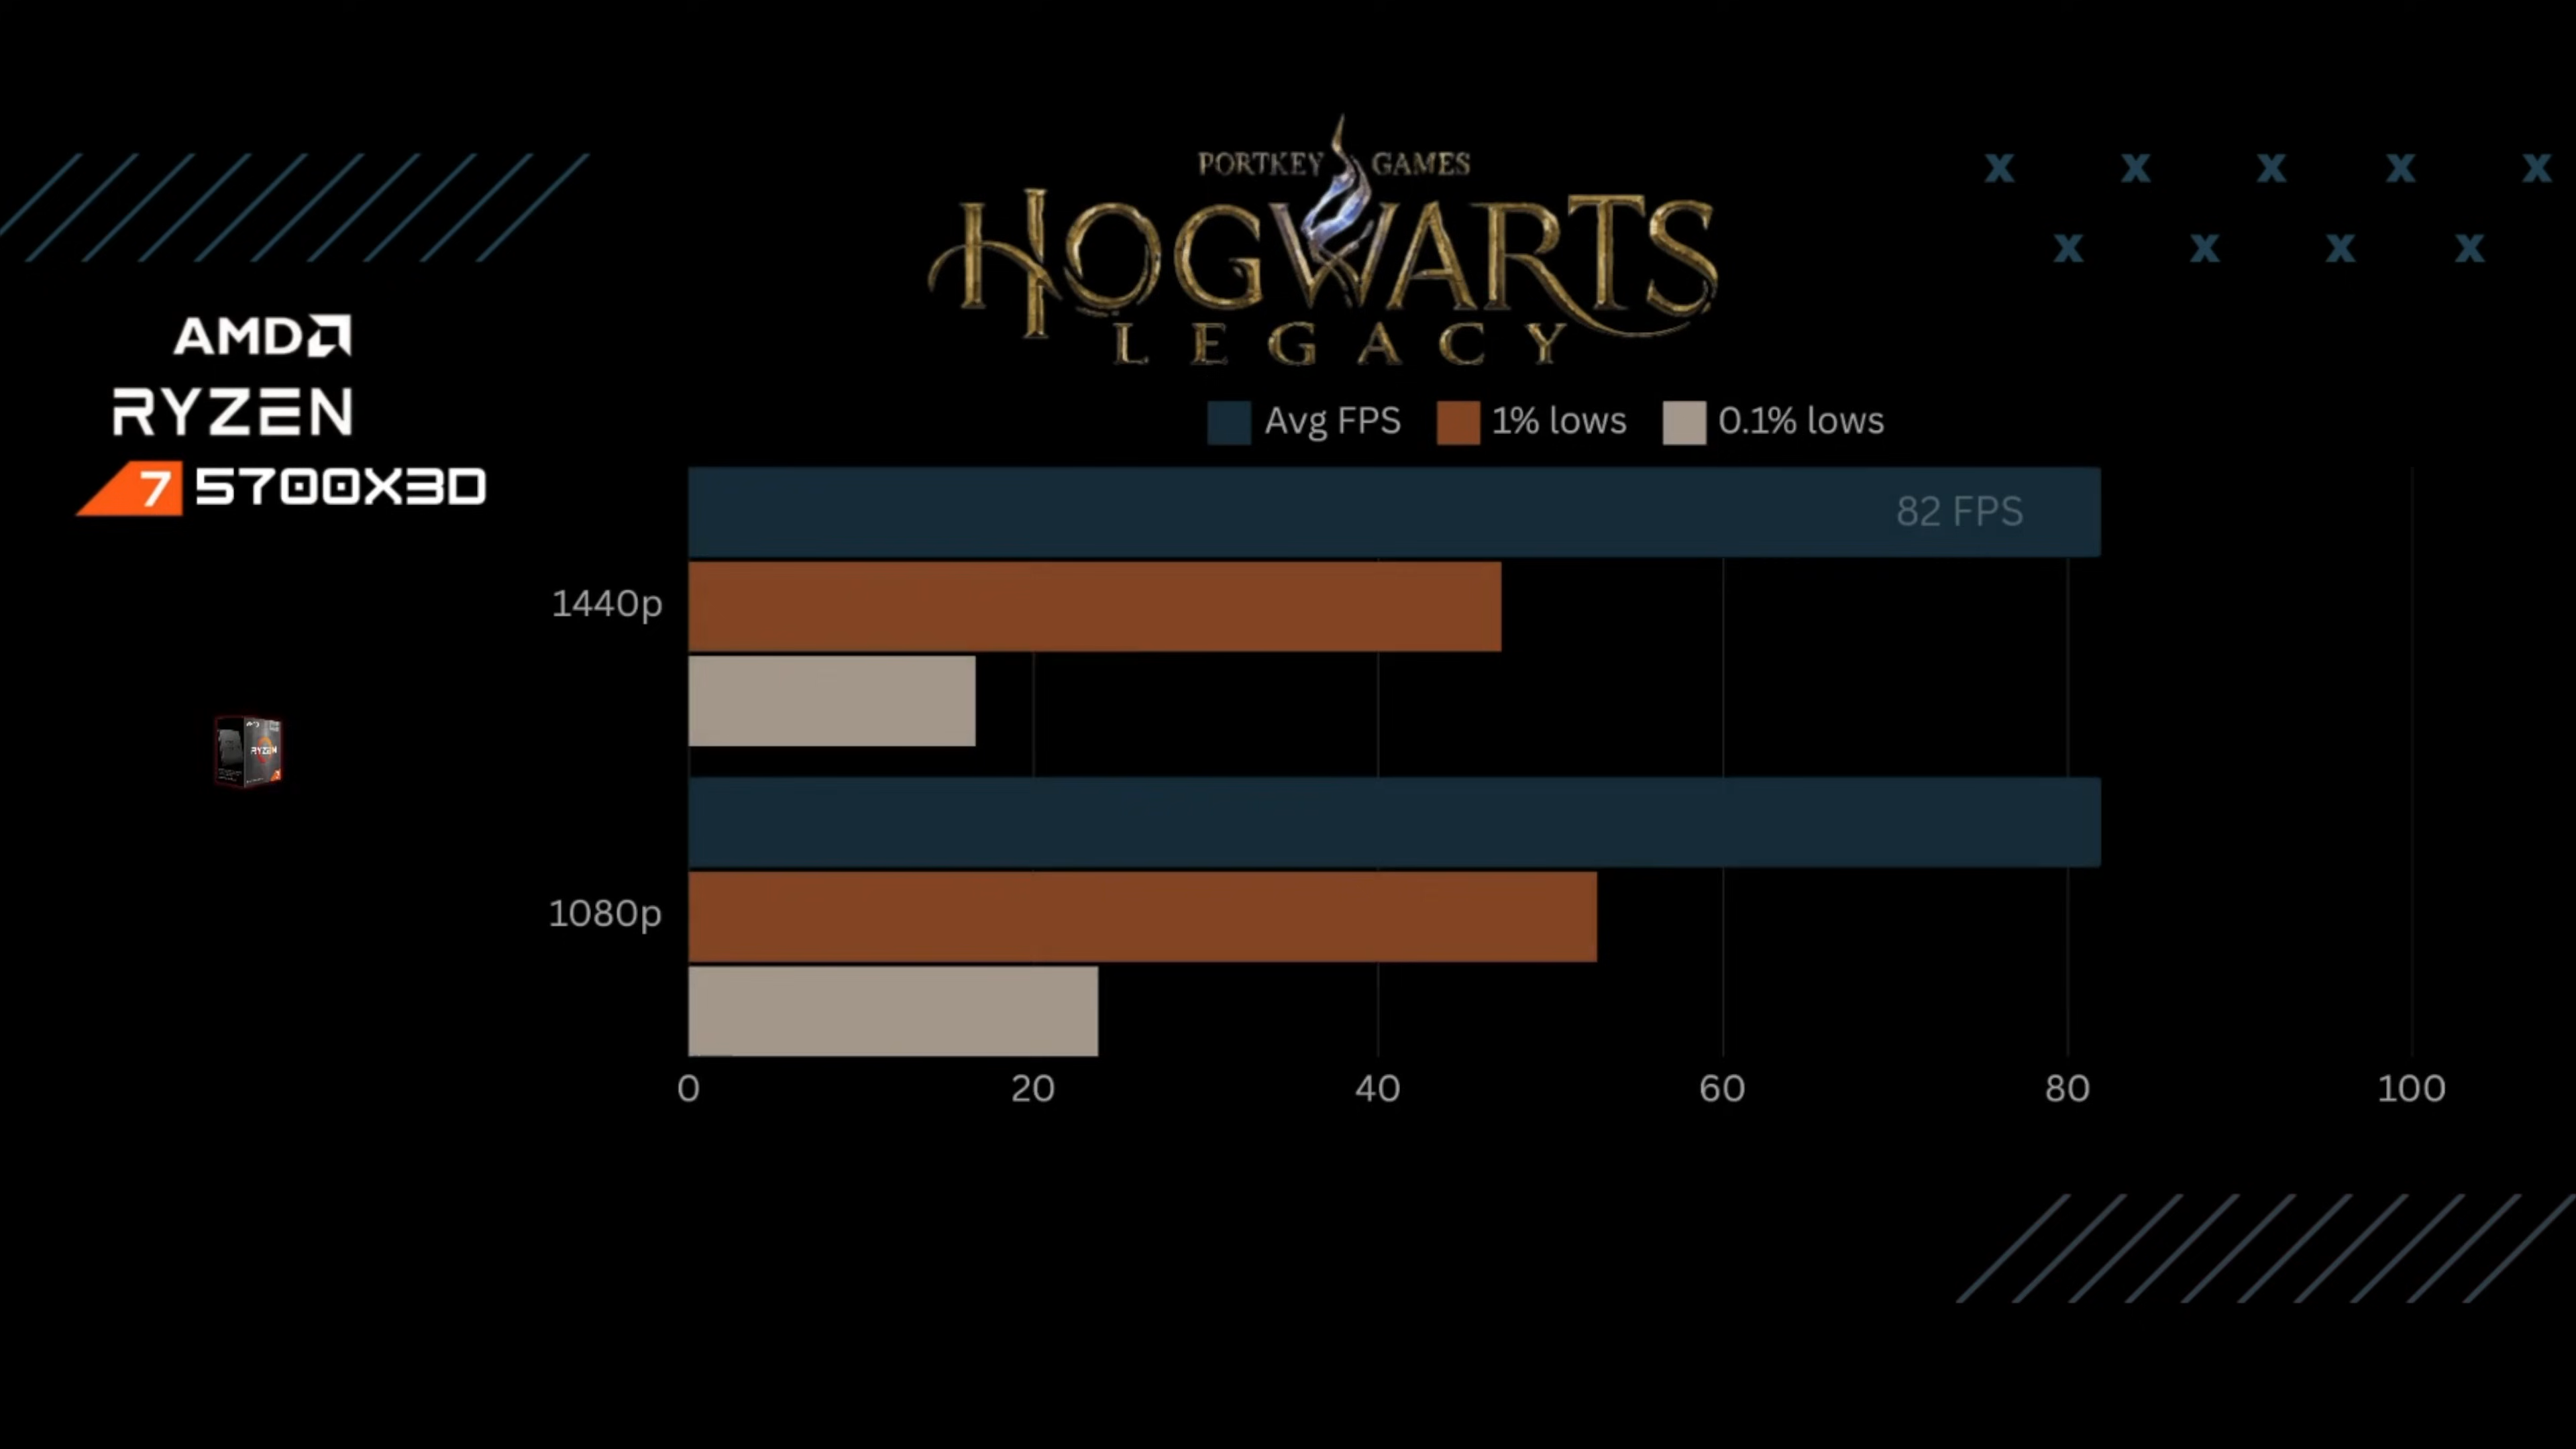 PORTKEY GAMES
HOGWARTS
LEGACY
x x x x x
x x x x
AMD
RYZEN
7 5700X3D
Avg FPS 1% lows 0.1% lows
82 FPS
1440p
RYZEN
1080p
0 20 40 60 80 100